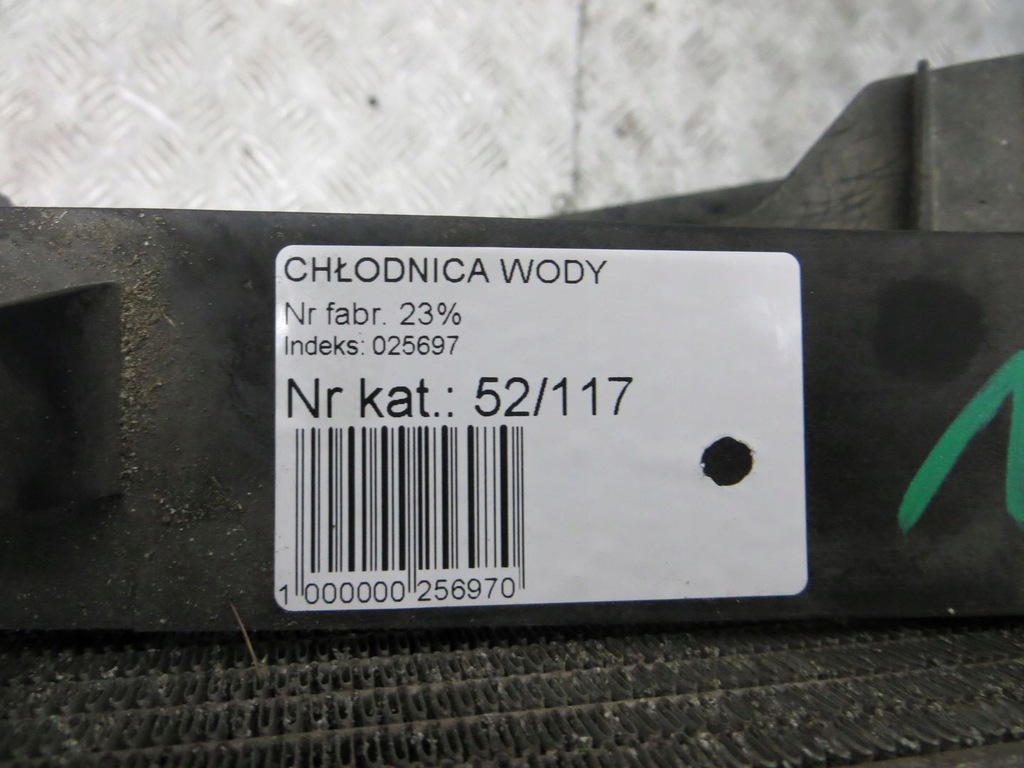 CHŁODNICA WODY
Nr fabr. 23%
Indeks: 025697
Nr kat.: 52/117
1 000000 256970